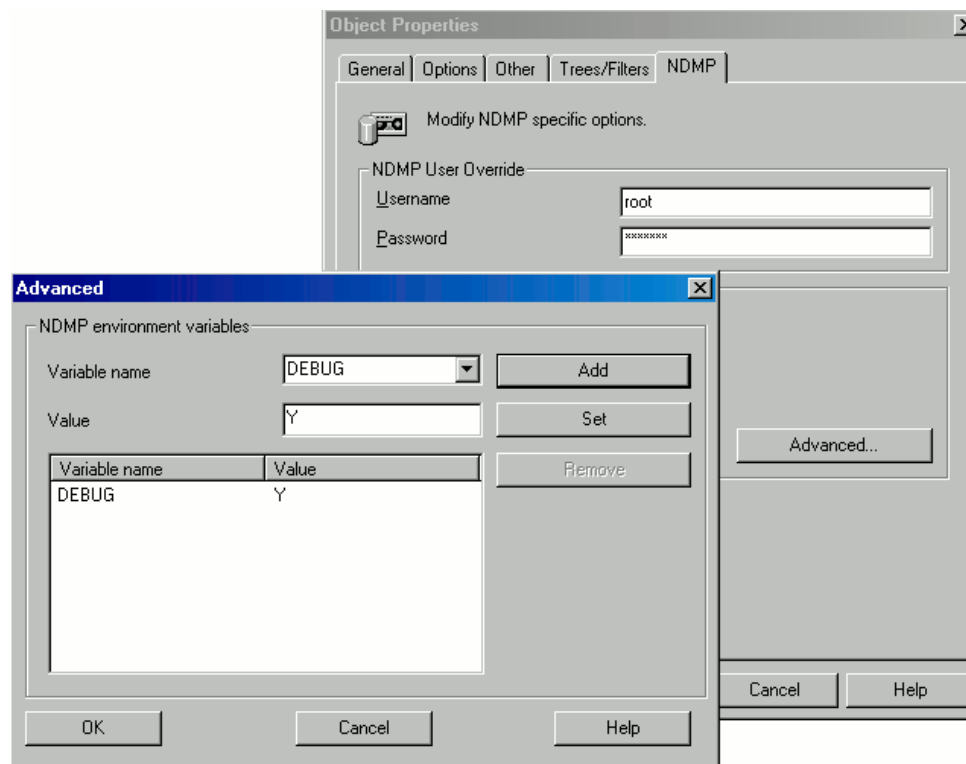 Object Properties
General Options Other Trees/Filters NDMP
Modify NDMP specific options.
NDMP User Override
Username root
Password *******
Advanced...
Cancel Help
Advanced
NDMP environment variables
Variable name DEBUG Add
Value Y Set
Variable name Value Remove
DEBUG Y
OK Cancel Help